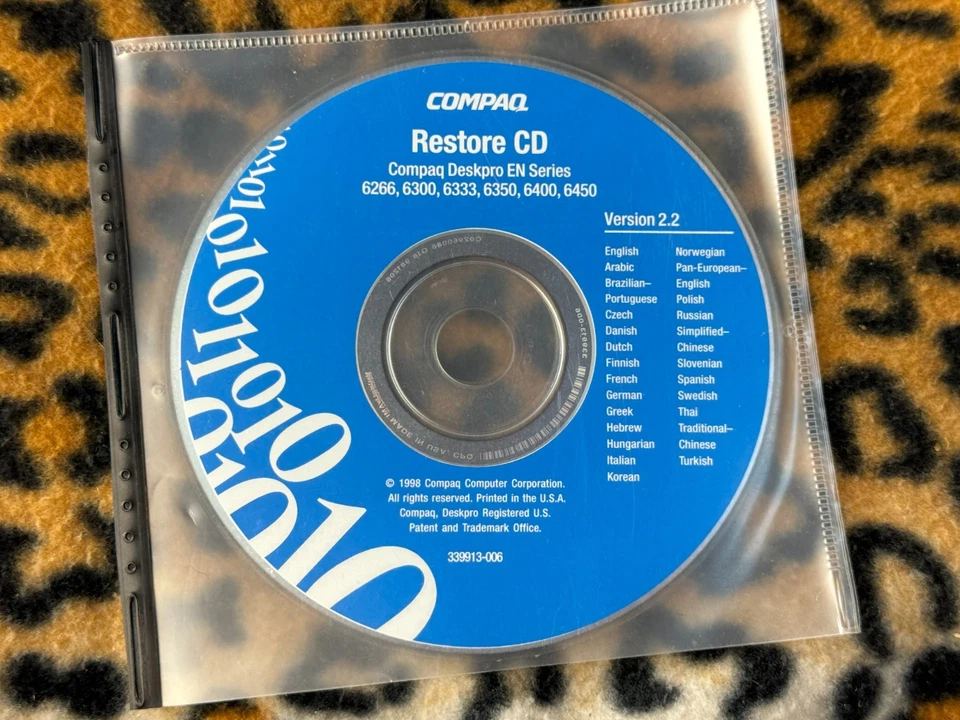 COMPAQ
Restore CD
Compaq Deskpro EN Series
6266, 6300, 6333, 6350, 6400, 6450
Version 2.2
English
Arabic
Brazilian–
Portuguese
Czech
Danish
Dutch
Finnish
French
German
Greek
Hebrew
Hungarian
Italian
Korean
Norwegian
Pan-European–
English
Polish
Russian
Simplified–
Chinese
Slovenian
Spanish
Swedish
Thai
Traditional–
Chinese
Turkish
© 1998 Compaq Computer Corporation.
All rights reserved. Printed in the U.S.A.
Compaq, Deskpro Registered U.S.
Patent and Trademark Office.
339913-006
MADE IN USA.